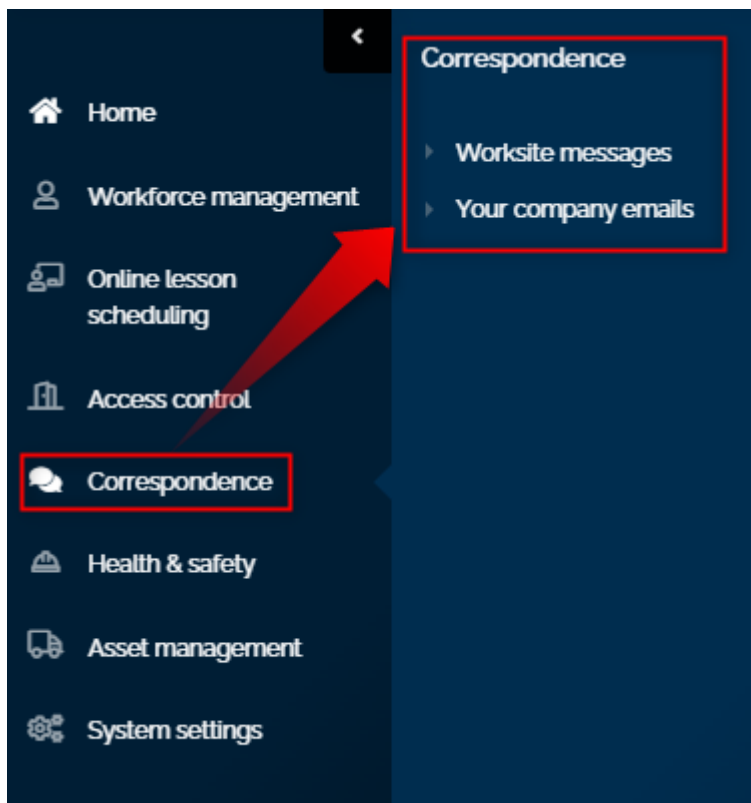 Home
Workforce management
Online lesson
scheduling
Access control
Correspondence
Health & safety
Asset management
System settings
Correspondence
Worksite messages
Your company emails